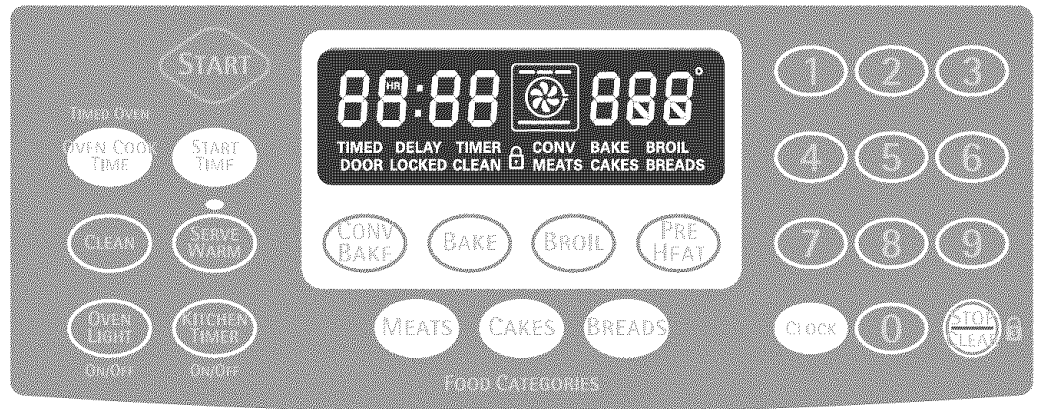 START
TIMED OVEN
OVEN COOK
TIME
START
TIME
CLEAN
SERVE
WARM
OVEN
LIGHT
ON/OFF
KITCHEN
TIMER
ON/OFF
88:88
HR
888°
TIMED DELAY TIMER CONV BAKE BROIL
DOOR LOCKED CLEAN MEATS CAKES BREADS
CONV
BAKE
BAKE
BROIL
PRE
HEAT
MEATS
CAKES
BREADS
FOOD CATEGORIES
1 2 3
4 5 6
7 8 9
CLOCK
0
STOP
CLEAR